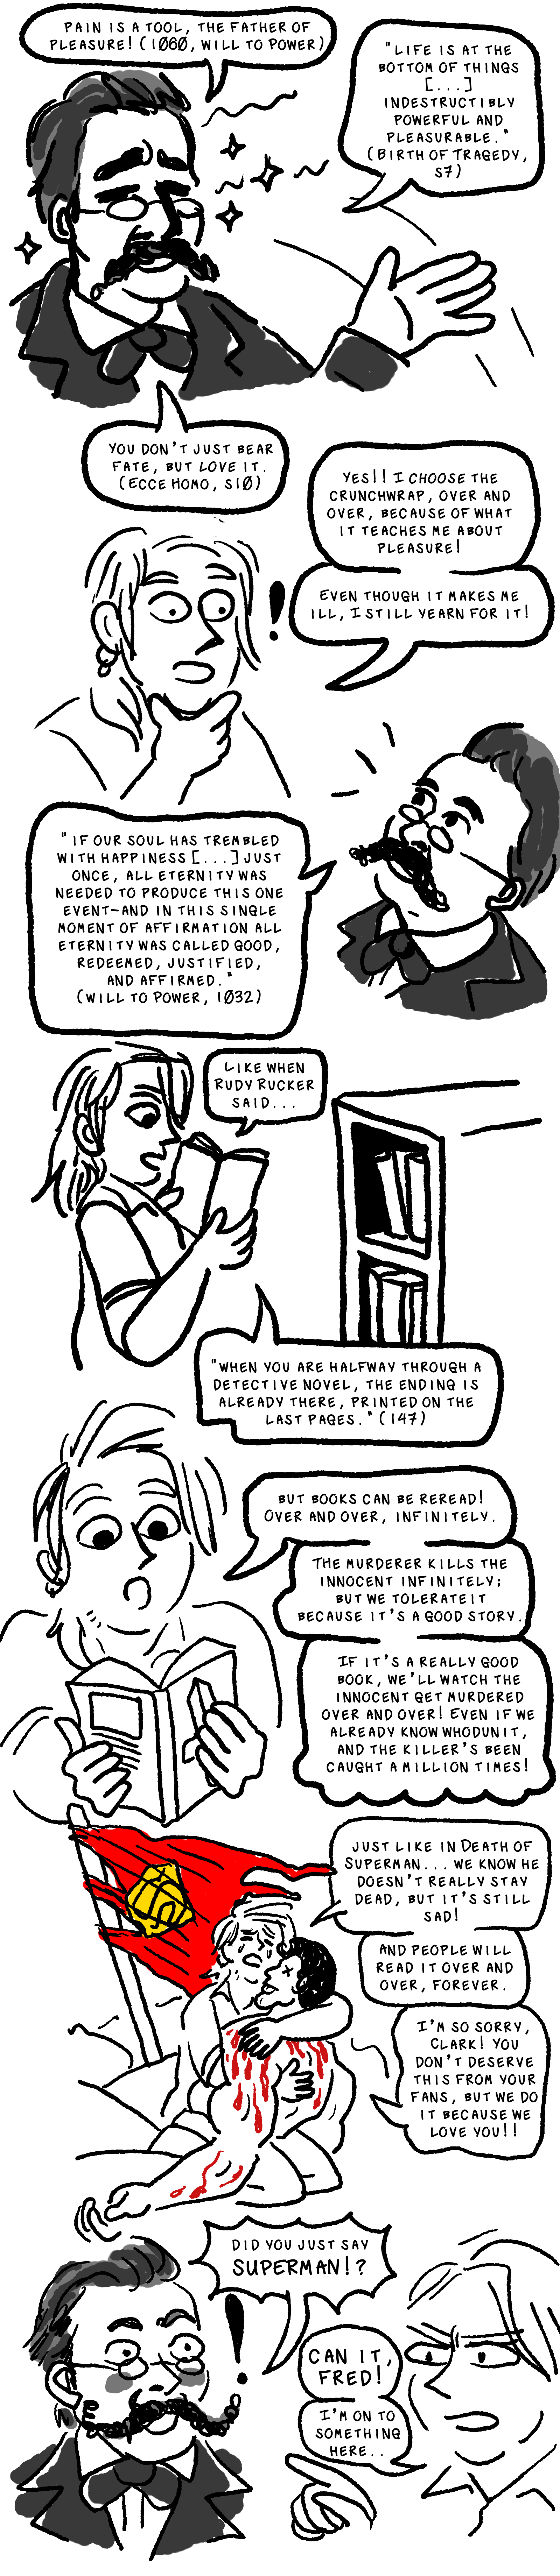 PAIN IS A TOOL, THE FATHER OF
PLEASURE! (1060, WILL TO POWER)
"LIFE IS AT THE
BOTTOM OF THINGS
[...]
INDESTRUCTIBLY
POWERFUL AND
PLEASURABLE."
(BIRTH OF TRAGEDY,
S7)
YOU DON'T JUST BEAR
FATE, BUT LOVE IT.
(ECCE HOMO, S10)
YES!! I CHOOSE THE
CRUNCHWRAP, OVER AND
OVER, BECAUSE OF WHAT
IT TEACHES ME ABOUT
PLEASURE!
EVEN THOUGH IT MAKES ME
ILL, I STILL YEARN FOR IT!
!
"IF OUR SOUL HAS TREMBLED
WITH HAPPINESS [...] JUST
ONCE, ALL ETERNITY WAS
NEEDED TO PRODUCE THIS ONE
EVENT-AND IN THIS SINGLE
MOMENT OF AFFIRMATION ALL
ETERNITY WAS CALLED GOOD,
REDEEMED, JUSTIFIED,
AND AFFIRMED."
(WILL TO POWER, 1032)
LIKE WHEN
RUDY RUCKER
SAID...
"WHEN YOU ARE HALFWAY THROUGH A
DETECTIVE NOVEL, THE ENDING IS
ALREADY THERE, PRINTED ON THE
LAST PAGES." (147)
BUT BOOKS CAN BE REREAD!
OVER AND OVER, INFINITELY.
THE MURDERER KILLS THE
INNOCENT INFINITELY;
BUT WE TOLERATEIT
BECAUSE IT'S A GOOD STORY.
IF IT'S A REALLY GOOD
BOOK, WE'LL WATCH THE
INNOCENT GET MURDERED
OVER AND OVER! EVEN IF WE
ALREADY KNOW WHODUNIT,
AND THE KILLER'S BEEN
CAUGHT A MILLION TIMES!
JUST LIKE IN DEATH OF
SUPERMAN... WE KNOW HE
DOESN'T REALLY STAY
DEAD, BUT IT'S STILL
SAD!
AND PEOPLE WILL
READ IT OVER AND
OVER, FOREVER.
I'M SO SORRY,
CLARK! YOU
DON'T DESERVE
THIS FROM YOUR
FANS, BUT WE DO
IT BECAUSE WE
LOVE YOU!!
DID YOU JUST SAY
SUPERMAN!?
!
CAN IT,
FRED!
I'M ON TO
SOMETHING
HERE..